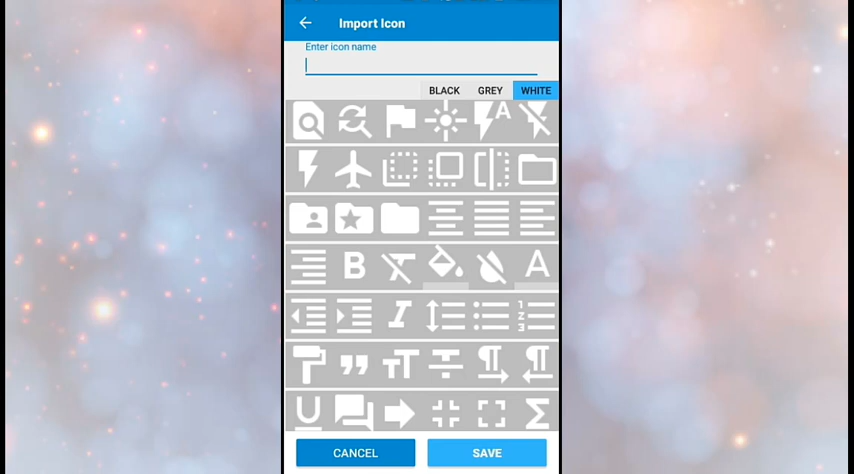 Import Icon
Enter icon name
BLACK GREY WHITE
CANCEL SAVE